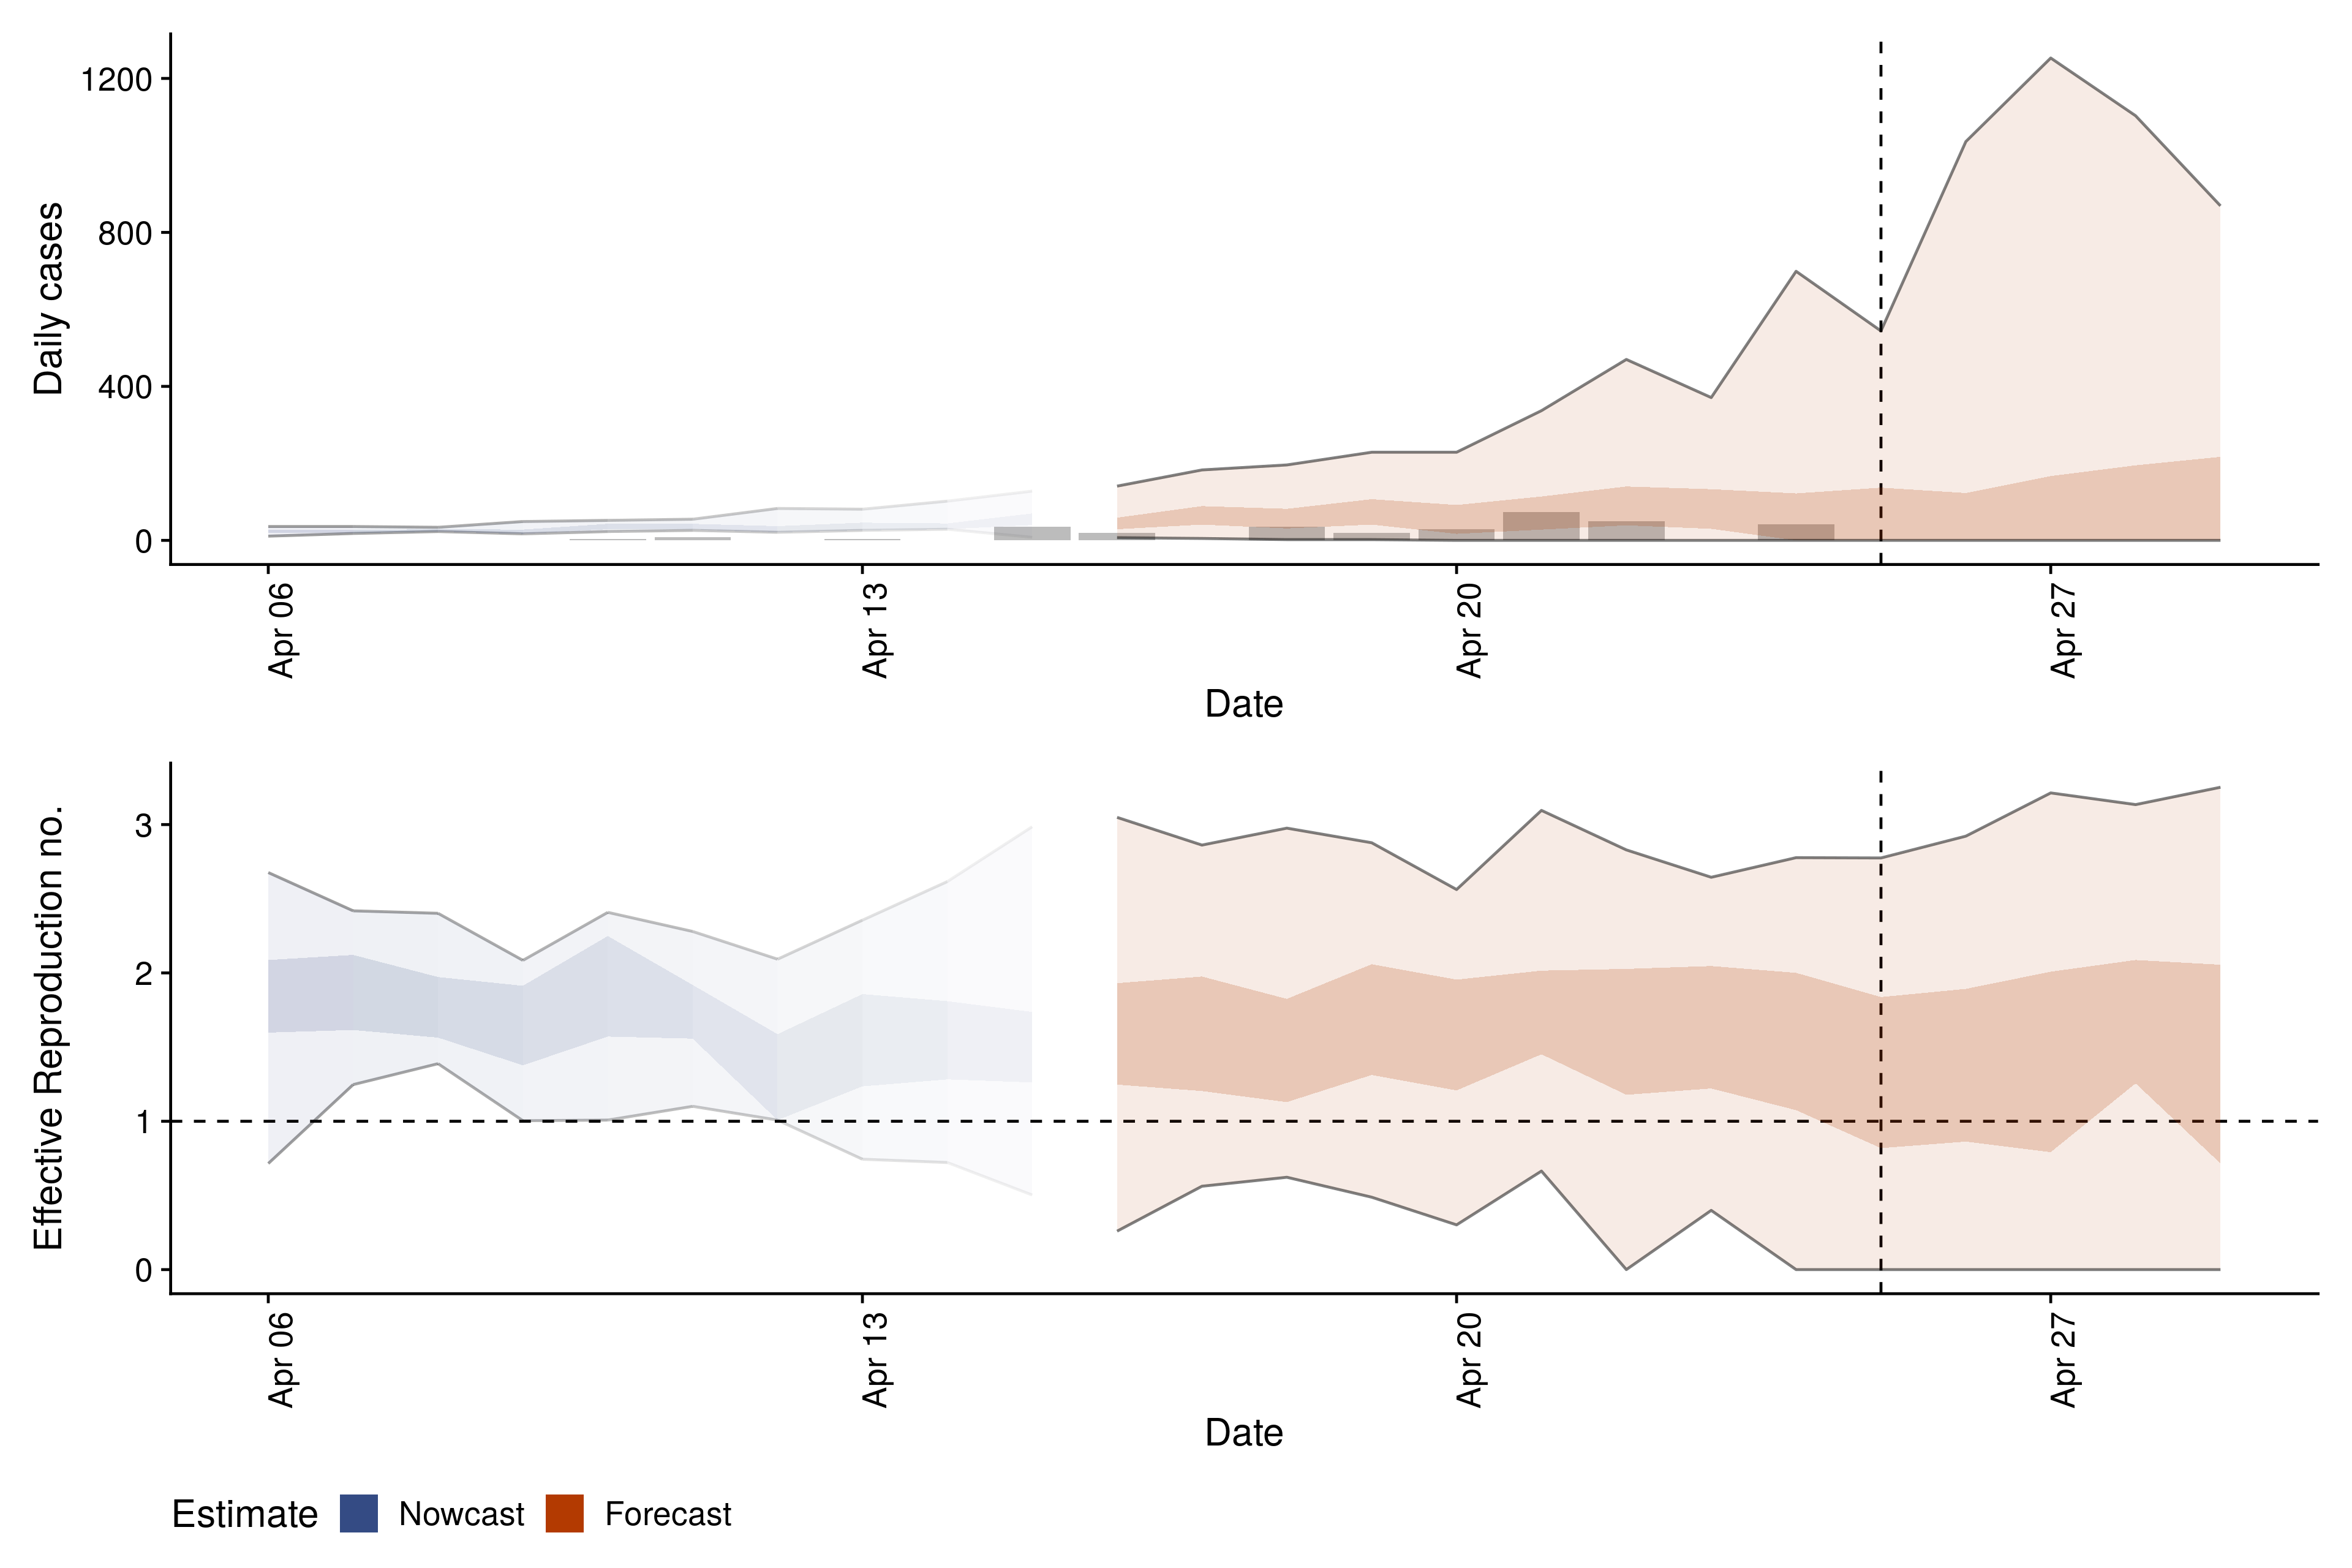 Daily cases
1200
800
400
0
Apr 06
Apr 13
Apr 20
Apr 27
Date
Effective Reproduction no.
3
2
1
0
Apr 06
Apr 13
Apr 20
Apr 27
Date
Estimate Nowcast Forecast